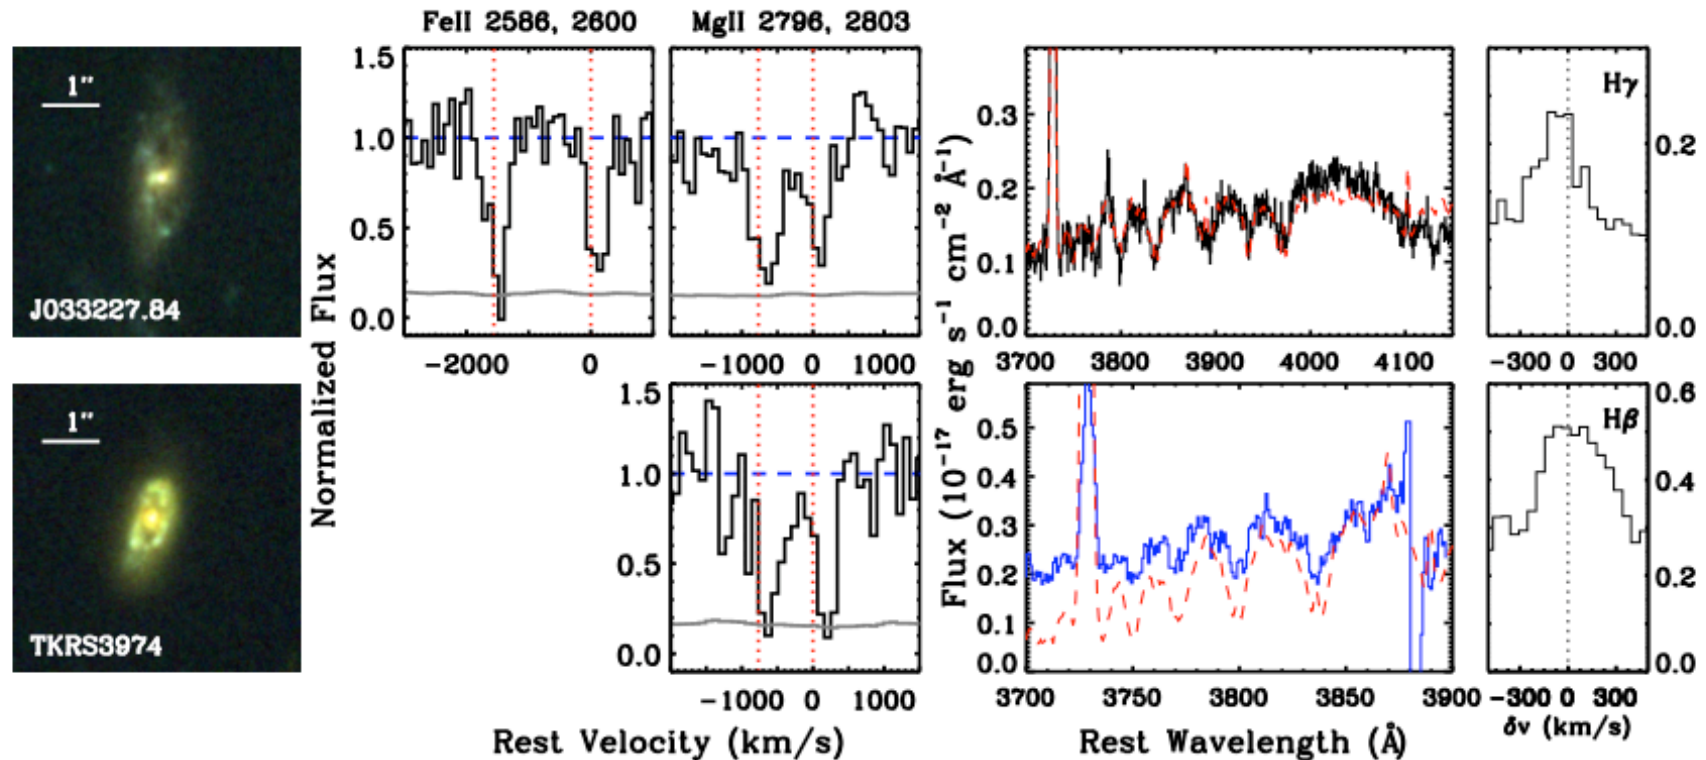 FeII 2586, 2600
MgII 2796, 2803
1"
J033227.84
1.5
1.0
0.5
0.0
-2000 0
-1000 0 1000
0.3
0.2
0.1
0.0
3700 3800 3900 4000 4100
Hγ
0.2
0.0
-300 0 300
1"
TKRS3974
Normalized Flux
1.5
1.0
0.5
0.0
-1000 0 1000
Rest Velocity (km/s)
Flux (10⁻¹⁷ erg s⁻¹ cm⁻² Å⁻¹)
0.5
0.4
0.3
0.2
0.1
0.0
3700 3750 3800 3850 3900
Rest Wavelength (Å)
Hβ
0.6
0.4
0.2
0.0
-300 0 300
δv (km/s)